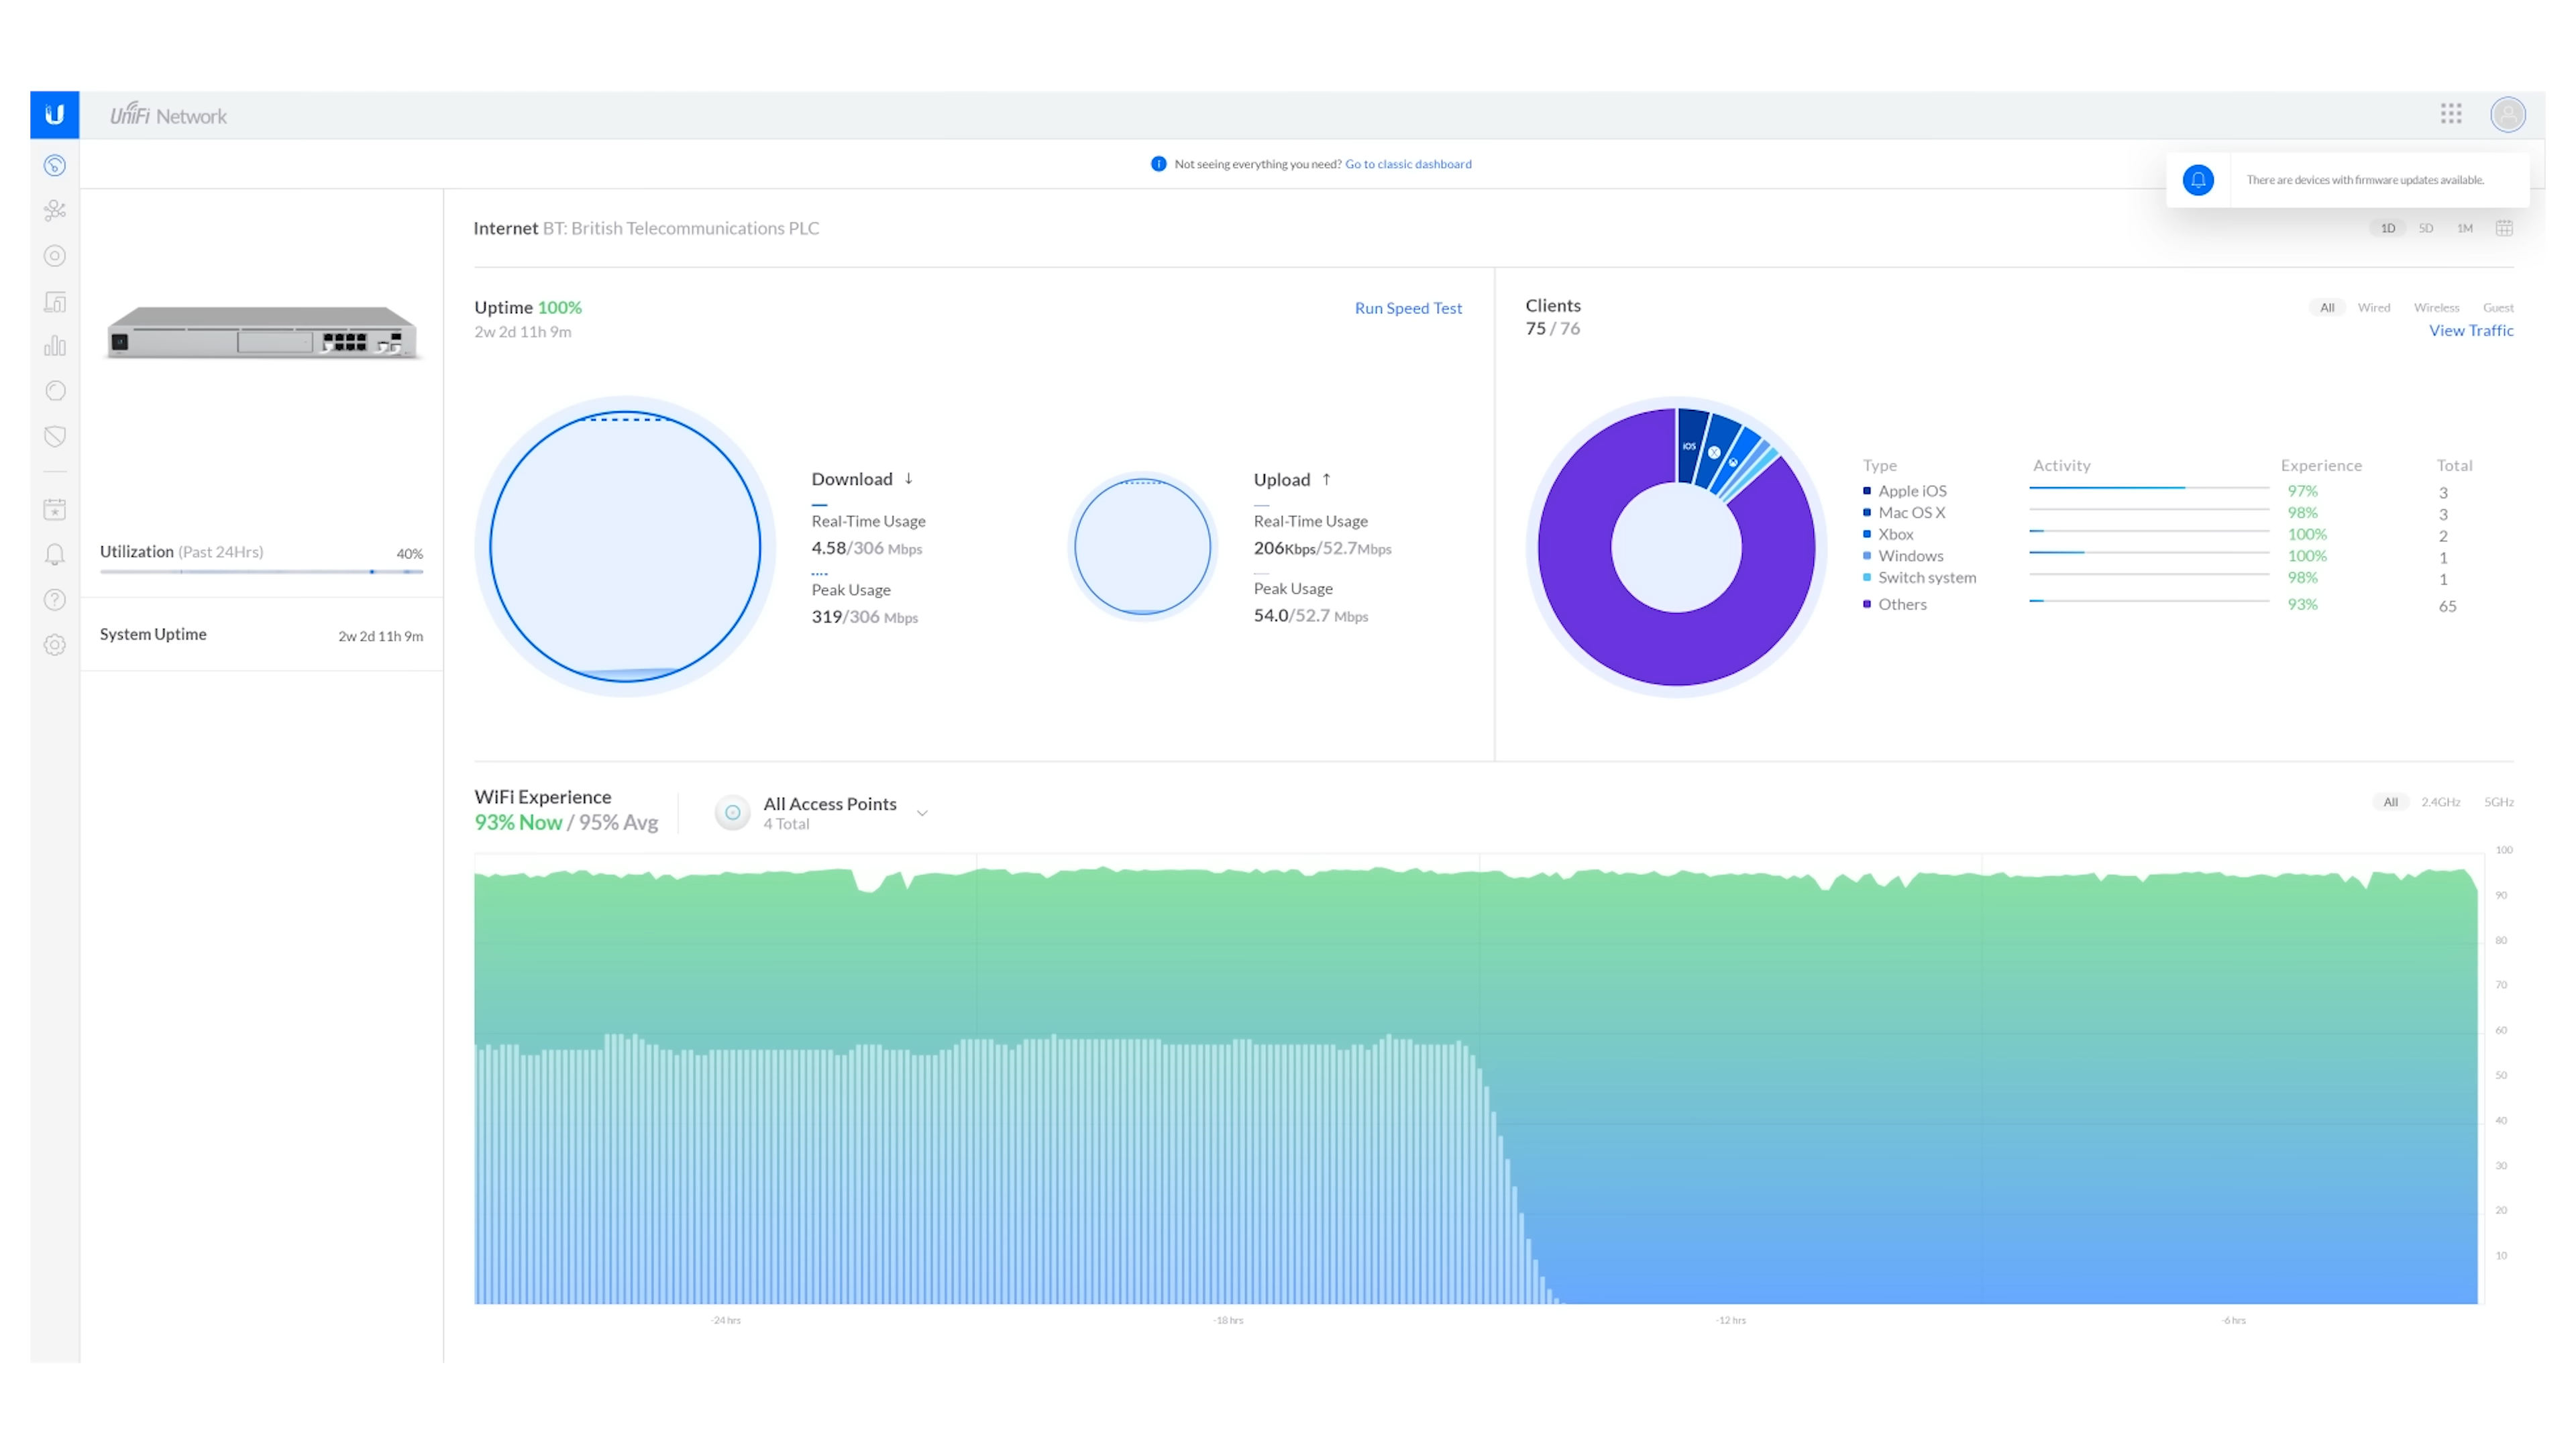 UniFi Network
Not seeing everything you need? Go to classic dashboard
There are devices with firmware updates available.
Internet BT: British Telecommunications PLC
1D 5D 1M
Uptime 100%
2w 2d 11h 9m
Run Speed Test
Download ↓
Real-Time Usage
4.58/306 Mbps
Peak Usage
319/306 Mbps
Upload ↑
Real-Time Usage
206Kbps/52.7Mbps
Peak Usage
54.0/52.7 Mbps
Clients
75 / 76
All Wired Wireless Guest
View Traffic
iOS
X
Type Activity Experience Total
Apple iOS 97% 3
Mac OS X 98% 3
Xbox 100% 2
Windows 100% 1
Switch system 98% 1
Others 93% 65
Utilization (Past 24Hrs) 40%
System Uptime 2w 2d 11h 9m
WiFi Experience
93% Now / 95% Avg
All Access Points
4 Total
All 2.4GHz 5GHz
100
90
80
70
60
50
40
30
20
10
-24 hrs -18 hrs -12 hrs -6 hrs